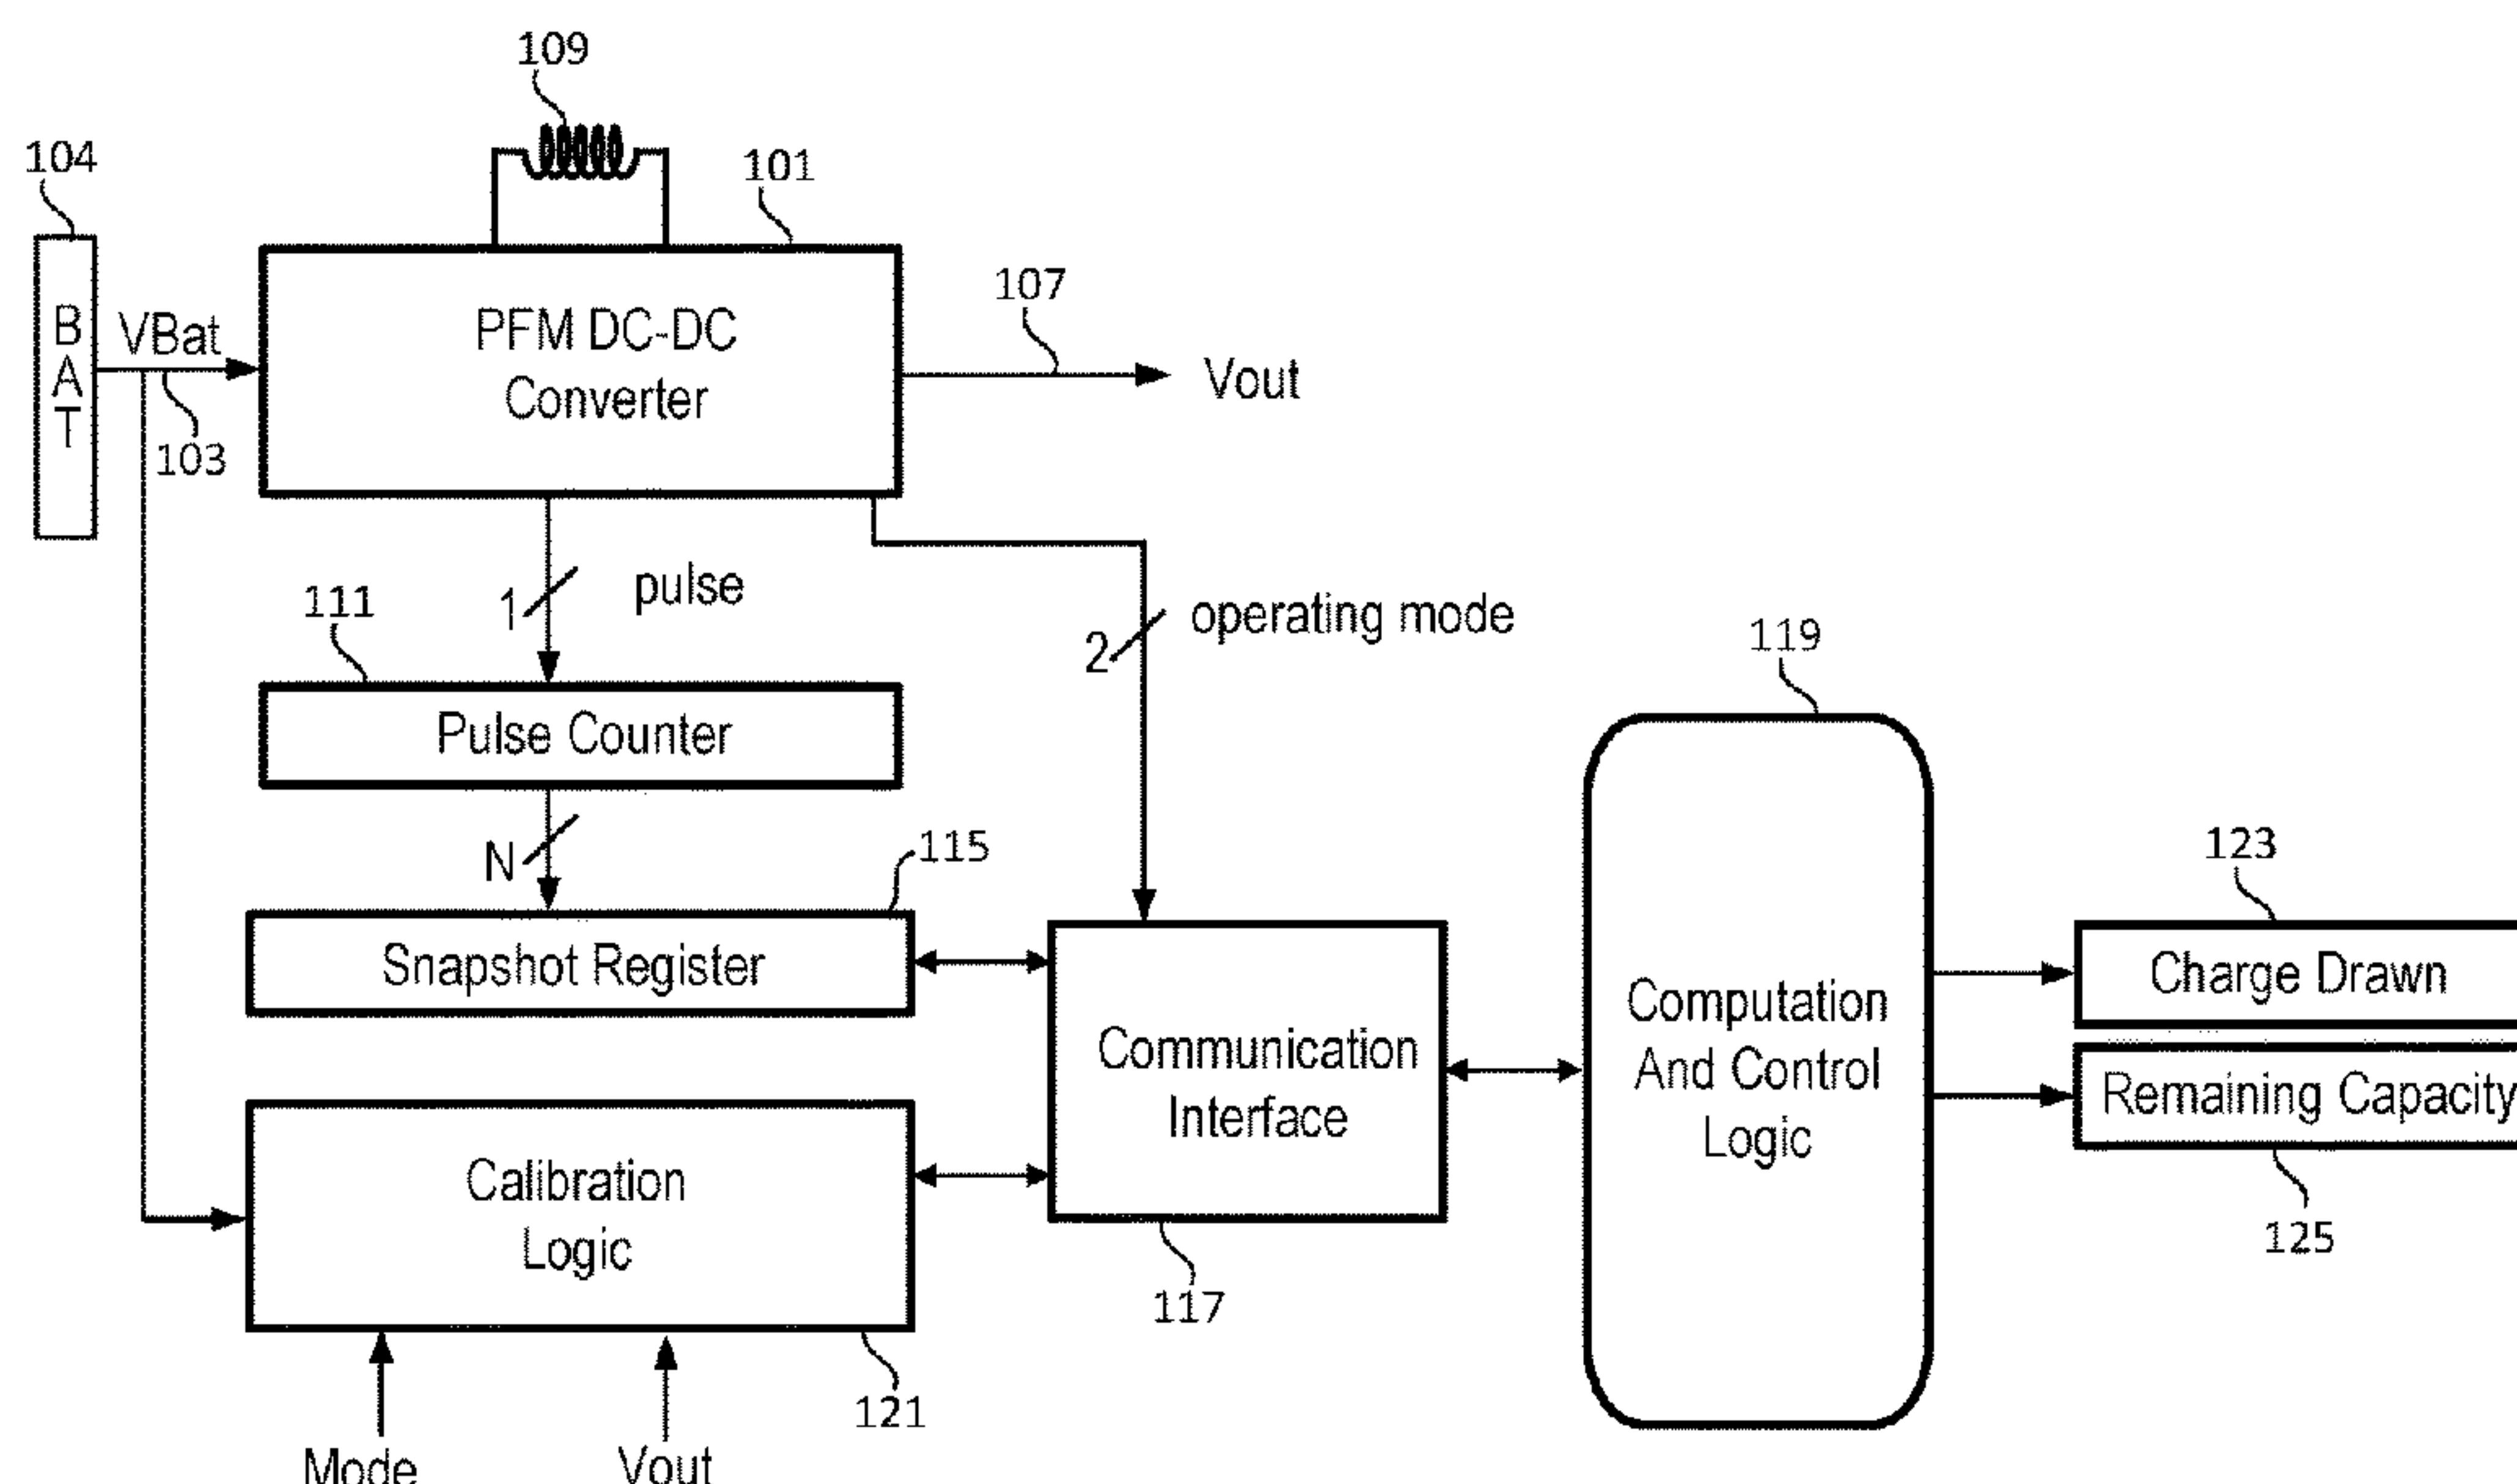 109
104
101
107
B
A
T
VBat
103
PFM DC-DC
Converter
Vout
1
pulse
2
operating mode
111
119
Pulse Counter
N
115
123
Snapshot Register
Charge Drawn
Communication
Interface
Computation
And Control
Logic
Remaining Capacity
Calibration
Logic
125
117
121
Mode
Vout